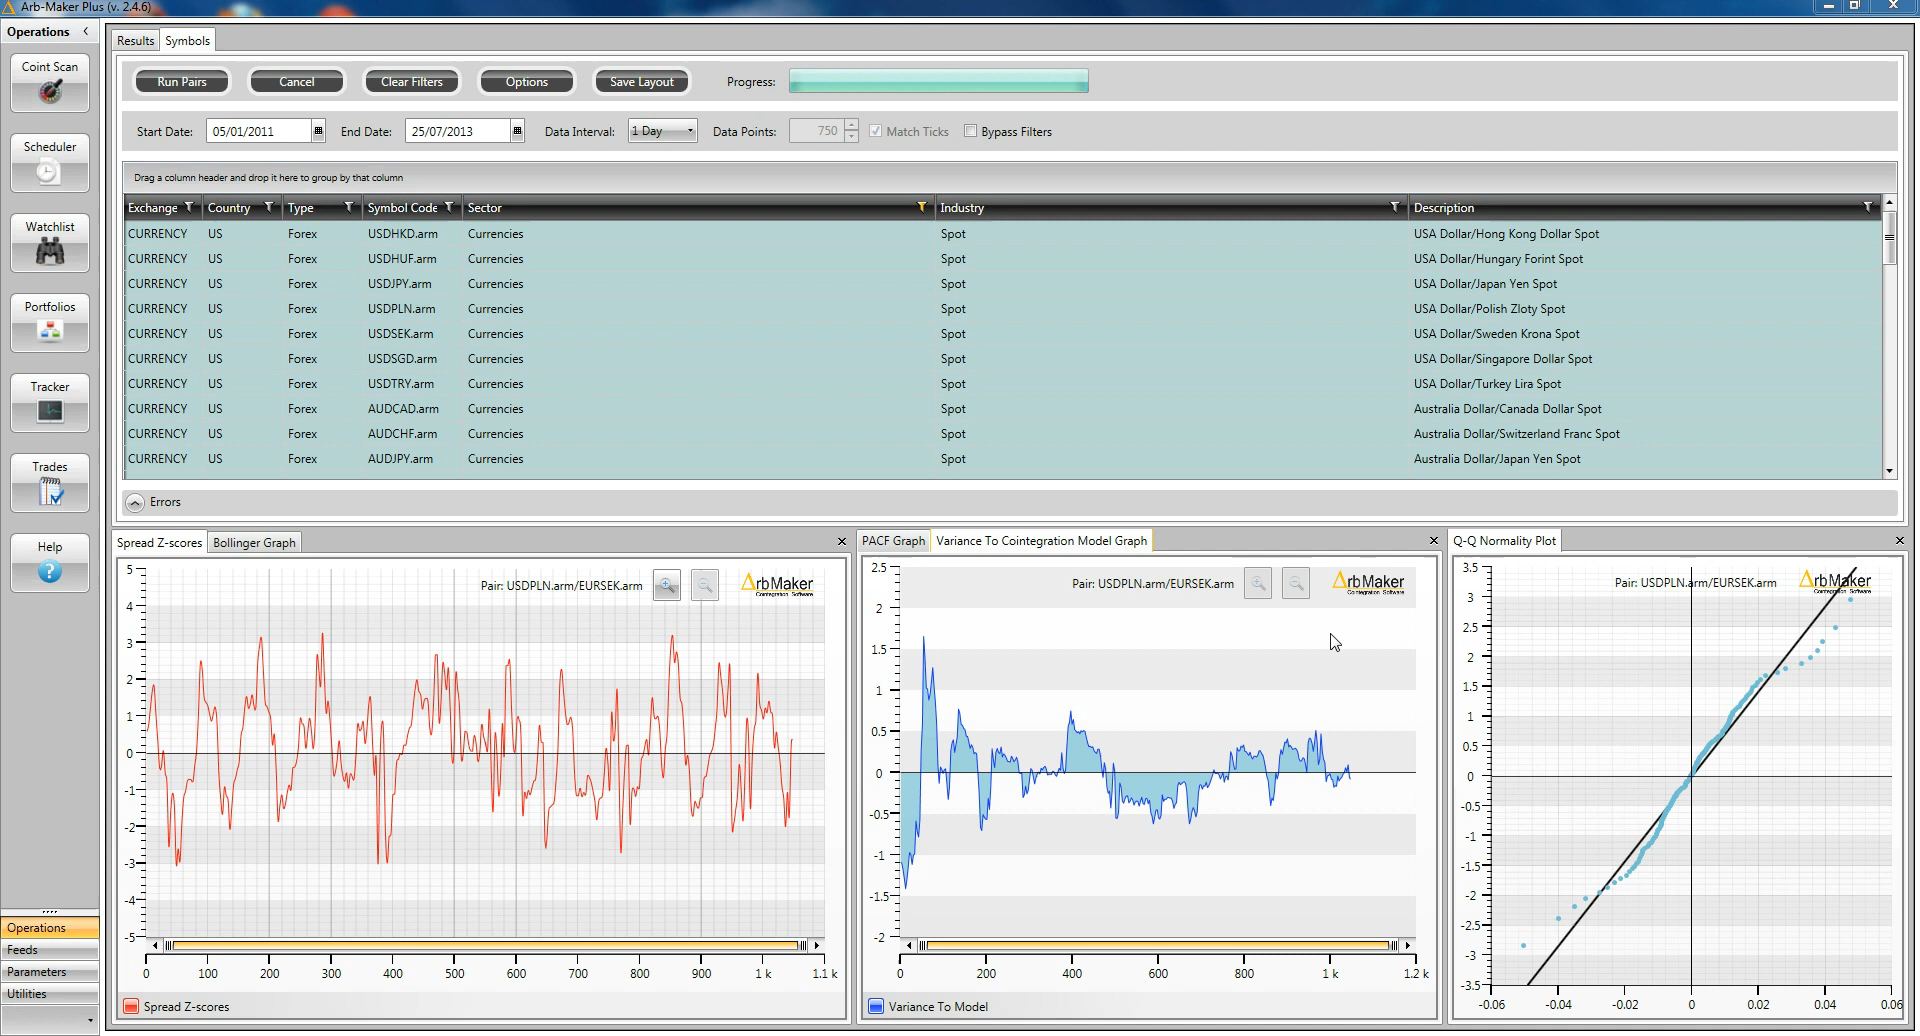 Arb-Maker Plus (v. 2.4.6)
Operations <
Coint Scan
Scheduler
Watchlist
Portfolios
Tracker
Trades
Help
Operations
Feeds
Parameters
Utilities
Results Symbols
Run Pairs Cancel Clear Filters Options Save Layout Progress:
Start Date: 05/01/2011 End Date: 25/07/2013 Data Interval: 1 Day Data Points: 750 Match Ticks Bypass Filters
Drag a column header and drop it here to group by that column
Exchange Country Type Symbol Code Sector Industry Description
CURRENCY US Forex USDHKD.arm Currencies Spot USA Dollar/Hong Kong Dollar Spot
CURRENCY US Forex USDHUF.arm Currencies Spot USA Dollar/Hungary Forint Spot
CURRENCY US Forex USDJPY.arm Currencies Spot USA Dollar/Japan Yen Spot
CURRENCY US Forex USDPLN.arm Currencies Spot USA Dollar/Polish Zloty Spot
CURRENCY US Forex USDSEK.arm Currencies Spot USA Dollar/Sweden Krona Spot
CURRENCY US Forex USDSGD.arm Currencies Spot USA Dollar/Singapore Dollar Spot
CURRENCY US Forex USDTRY.arm Currencies Spot USA Dollar/Turkey Lira Spot
CURRENCY US Forex AUDCAD.arm Currencies Spot Australia Dollar/Canada Dollar Spot
CURRENCY US Forex AUDCHF.arm Currencies Spot Australia Dollar/Switzerland Franc Spot
CURRENCY US Forex AUDJPY.arm Currencies Spot Australia Dollar/Japan Yen Spot
Errors
Spread Z-scores Bollinger Graph
Pair: USDPLN.arm/EURSEK.arm
ArbMaker
Cointegration Software
5
4
3
2
1
0
-1
-2
-3
-4
-5
0 100 200 300 400 500 600 700 800 900 1 k 1.1 k
Spread Z-scores
PACF Graph Variance To Cointegration Model Graph
Pair: USDPLN.arm/EURSEK.arm
ArbMaker
Cointegration Software
2.5
2
1.5
1
0.5
0
-0.5
-1
-1.5
-2
0 200 400 600 800 1 k 1.2 k
Variance To Model
Q-Q Normality Plot
Pair: USDPLN.arm/EURSEK.arm
ArbMaker
Cointegration Software
3.5
3
2.5
2
1.5
1
0.5
0
-0.5
-1
-1.5
-2
-2.5
-3
-3.5
-0.06 -0.04 -0.02 0 0.02 0.04 0.06